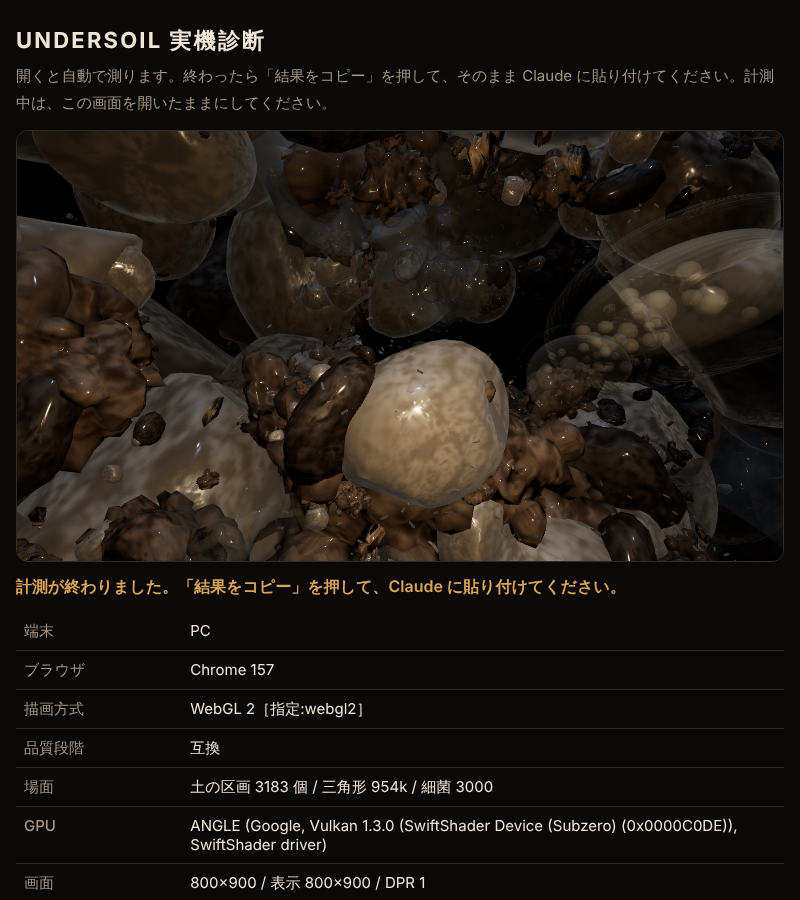 UNDERSOIL 実機診断
開くと自動で測ります。終わったら「結果をコピー」を押して、そのまま Claude に貼り付けてください。計測
中は、この画面を開いたままにしてください。
計測が終わりました。「結果をコピー」を押して、Claude に貼り付けてください。
端末 PC
ブラウザ Chrome 157
描画方式 WebGL 2［指定:webgl2］
品質段階 互換
場面 土の区画 3183 個 / 三角形 954k / 細菌 3000
GPU ANGLE (Google, Vulkan 1.3.0 (SwiftShader Device (Subzero) (0x0000C0DE)),
SwiftShader driver)
画面 800×900 / 表示 800×900 / DPR 1